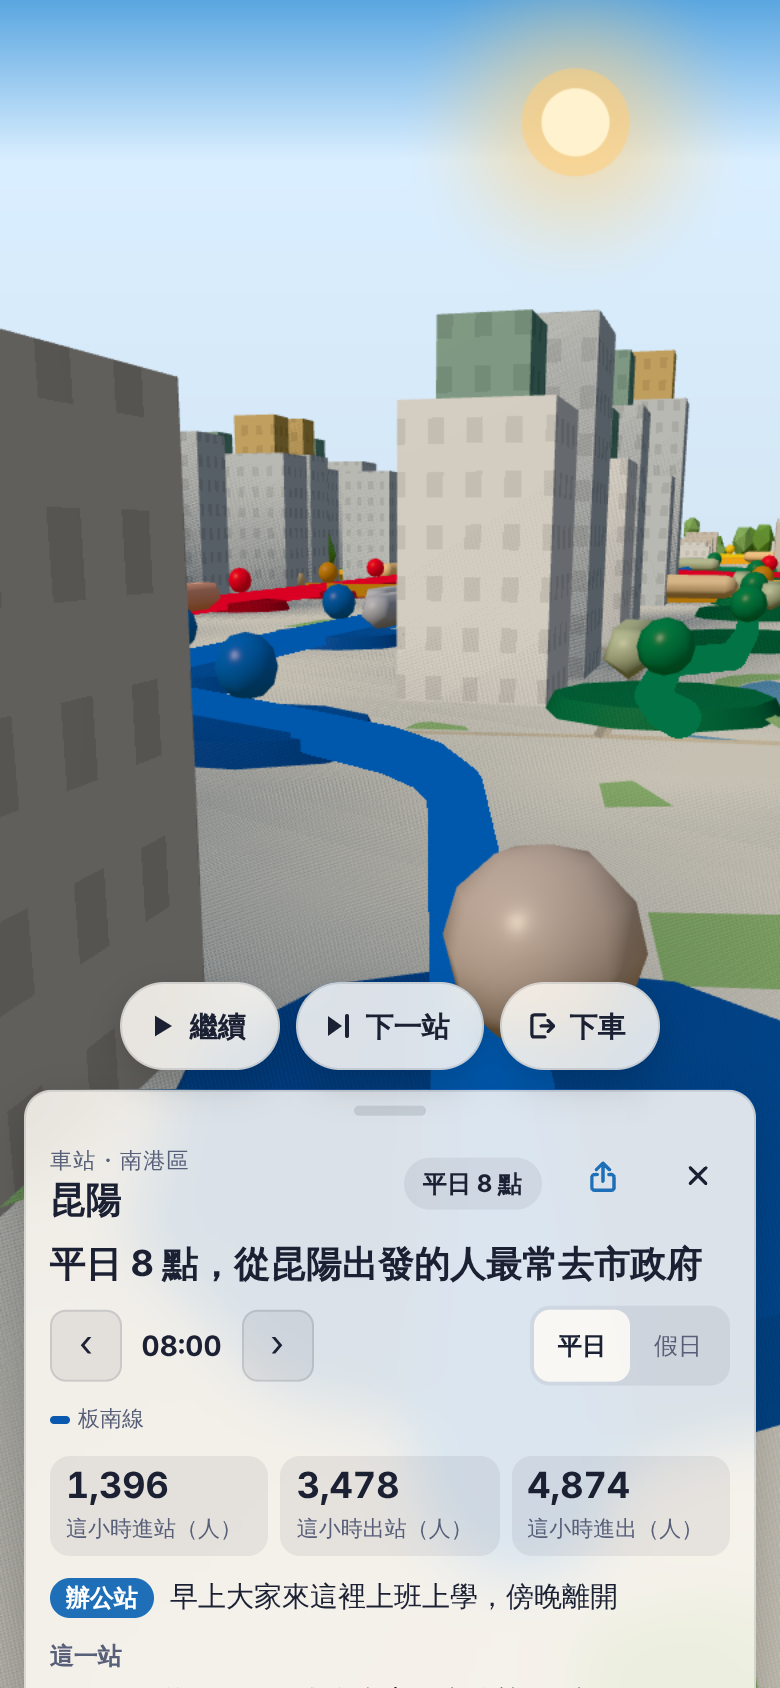 繼續
下一站
下車
車站・南港區
昆陽
平日 8 點
平日 8 點，從昆陽出發的人最常去市政府
08:00
平日
假日
板南線
1,396
這小時進站（人）
3,478
這小時出站（人）
4,874
這小時進出（人）
辦公站
早上大家來這裡上班上學，傍晚離開
這一站